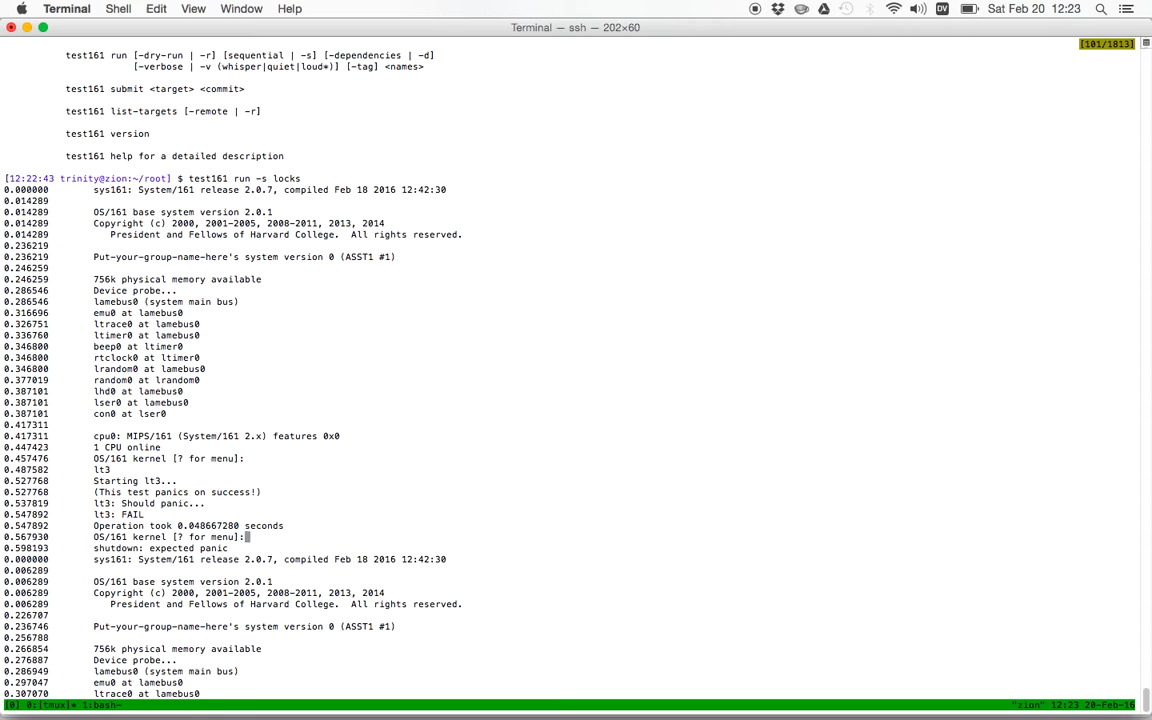 Terminal Shell Edit View Window Help DV Sat Feb 20 12:23
Terminal — ssh — 202×60
[101/1813]
test161 run [-dry-run | -r] [sequential | -s] [-dependencies | -d]
[-verbose | -v (whisper|quiet|loud*)] [-tag] <names>
test161 submit <target> <commit>
test161 list-targets [-remote | -r]
test161 version
test161 help for a detailed description
[12:22:43 trinity@zion:~/root] $ test161 run -s locks
0.000000 sys161: System/161 release 2.0.7, compiled Feb 18 2016 12:42:30
0.014289
0.014289 OS/161 base system version 2.0.1
0.014289 Copyright (c) 2000, 2001-2005, 2008-2011, 2013, 2014
0.014289 President and Fellows of Harvard College. All rights reserved.
0.236219
0.236219 Put-your-group-name-here's system version 0 (ASST1 #1)
0.246259
0.246259 756k physical memory available
0.286546 Device probe...
0.286546 lamebus0 (system main bus)
0.316696 emu0 at lamebus0
0.326751 ltrace0 at lamebus0
0.336760 ltimer0 at lamebus0
0.346800 beep0 at ltimer0
0.346800 rtclock0 at ltimer0
0.346800 lrandom0 at lamebus0
0.377019 random0 at lrandom0
0.387101 lhd0 at lamebus0
0.387101 lser0 at lamebus0
0.387101 con0 at lser0
0.417311
0.417311 cpu0: MIPS/161 (System/161 2.x) features 0x0
0.447423 1 CPU online
0.457476 OS/161 kernel [? for menu]:
0.487582 lt3
0.527768 Starting lt3...
0.527768 (This test panics on success!)
0.537819 lt3: Should panic...
0.547892 lt3: FAIL
0.547892 Operation took 0.048667280 seconds
0.567930 OS/161 kernel [? for menu]:
0.598193 shutdown: expected panic
0.000000 sys161: System/161 release 2.0.7, compiled Feb 18 2016 12:42:30
0.006289
0.006289 OS/161 base system version 2.0.1
0.006289 Copyright (c) 2000, 2001-2005, 2008-2011, 2013, 2014
0.006289 President and Fellows of Harvard College. All rights reserved.
0.226707
0.236746 Put-your-group-name-here's system version 0 (ASST1 #1)
0.256788
0.266854 756k physical memory available
0.276887 Device probe...
0.286949 lamebus0 (system main bus)
0.297047 emu0 at lamebus0
0.307070 ltrace0 at lamebus0
[0] 0:[tmux]* 1:bash- "zion" 12:23 20-Feb-16